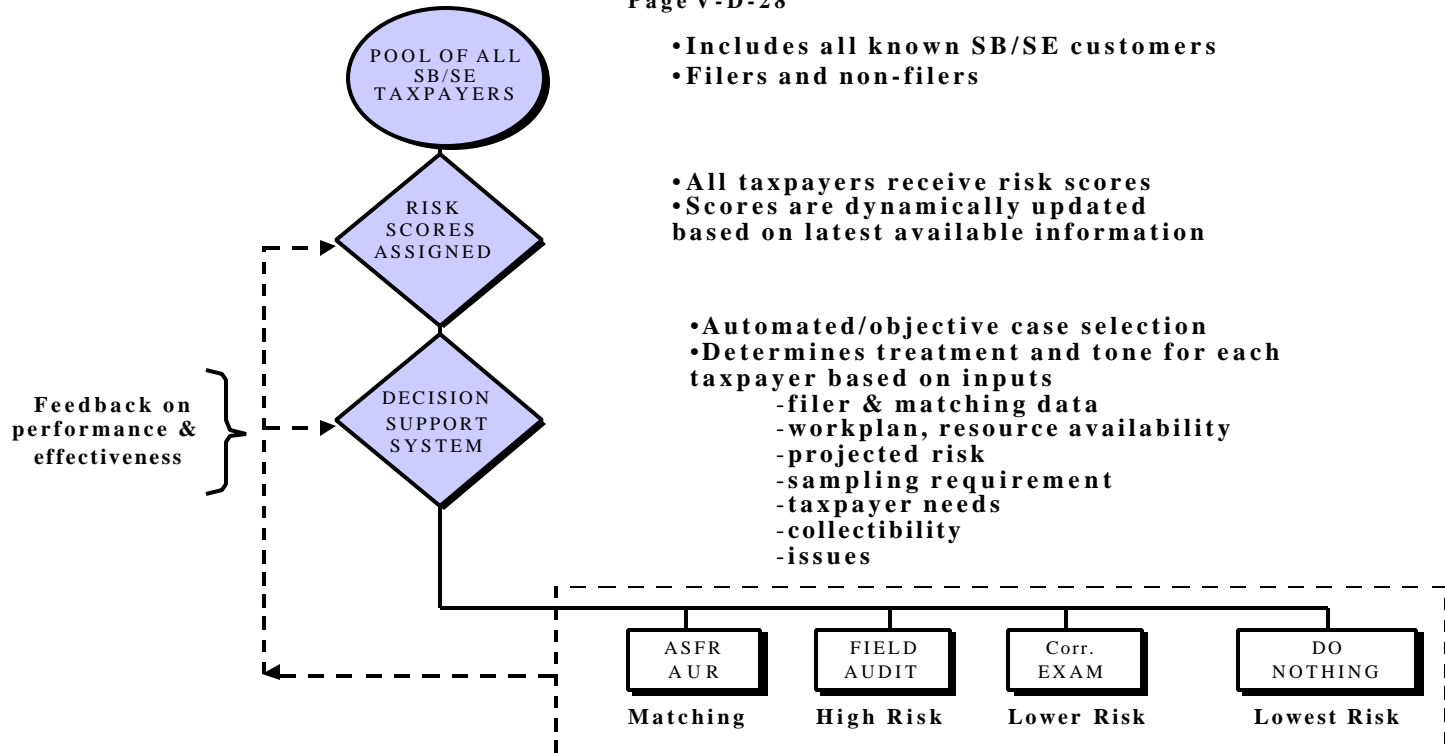 Page V-D-28
POOL OF ALL
SB/SE
TAXPAYERS
•Includes all known SB/SE customers
•Filers and non-filers
RISK
SCORES
ASSIGNED
•All taxpayers receive risk scores
•Scores are dynamically updated
based on latest available information
DECISION
SUPPORT
SYSTEM
•Automated/objective case selection
•Determines treatment and tone for each
taxpayer based on inputs
-filer & matching data
-workplan, resource availability
-projected risk
-sampling requirement
-taxpayer needs
-collectibility
-issues
Feedback on
performance &
effectiveness
ASFR
AUR
Matching
FIELD
AUDIT
High Risk
Corr.
EXAM
Lower Risk
DO
NOTHING
Lowest Risk